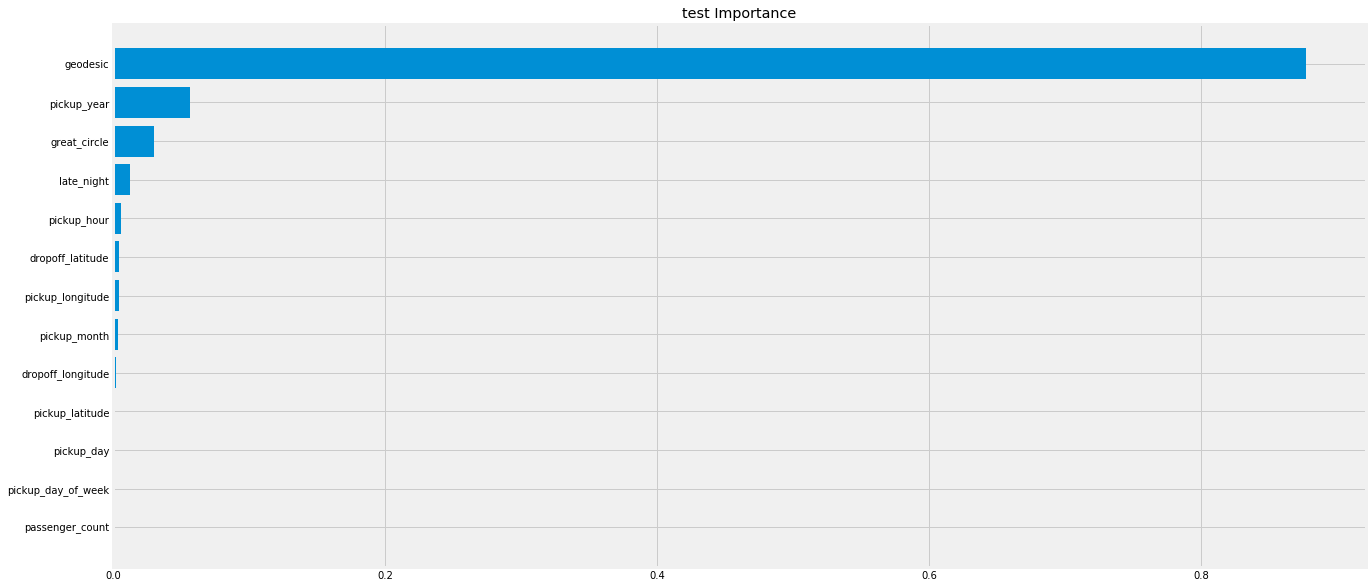 test Importance
geodesic
pickup_year
great_circle
late_night
pickup_hour
dropoff_latitude
pickup_longitude
pickup_month
dropoff_longitude
pickup_latitude
pickup_day
pickup_day_of_week
passenger_count
0.0 0.2 0.4 0.6 0.8